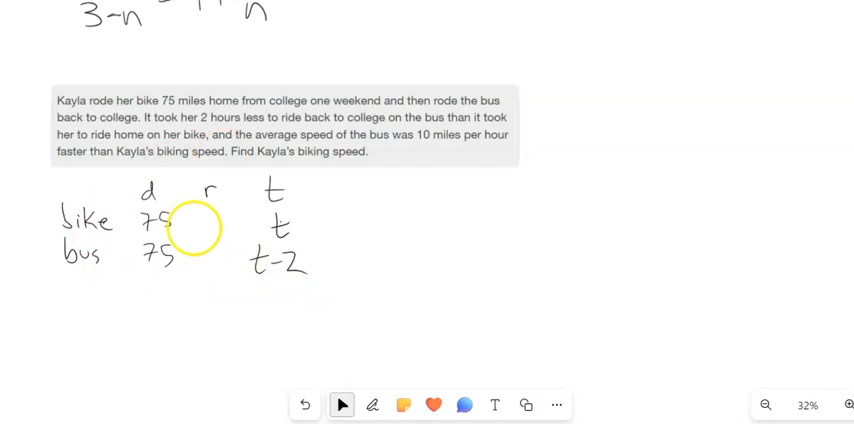 3-n n
Kayla rode her bike 75 miles home from college one weekend and then rode the bus
back to college. It took her 2 hours less to ride back to college on the bus than it took
her to ride home on her bike, and the average speed of the bus was 10 miles per hour
faster than Kayla's biking speed. Find Kayla's biking speed.
d r t
bike 75 t
bus 75 t-2
T 32%